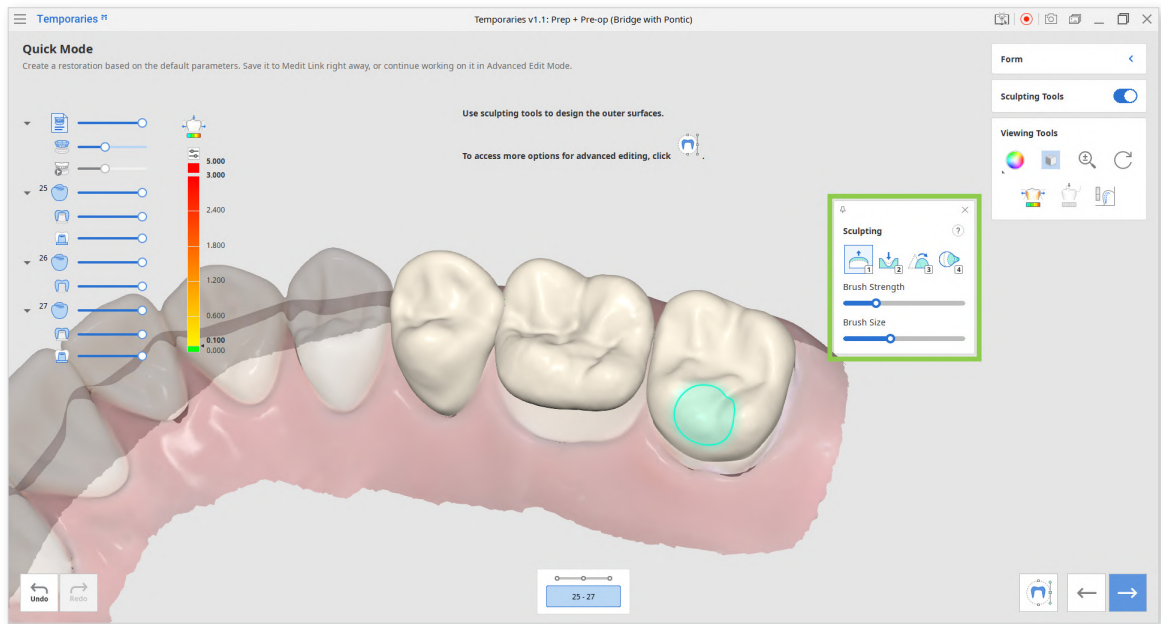 Temporaries
Temporaries v1.1: Prep + Pre-op (Bridge with Pontic)
Quick Mode
Create a restoration based on the default parameters. Save it to Medit Link right away, or continue working on it in Advanced Edit Mode.
Form
Sculpting Tools
Viewing Tools
Use sculpting tools to design the outer surfaces.
To access more options for advanced editing, click .
25
26
27
5.000
3.000
2.400
1.800
1.200
0.600
0.100
0.000
Sculpting
?
1
2
3
4
Brush Strength
Brush Size
Undo
Redo
25 - 27